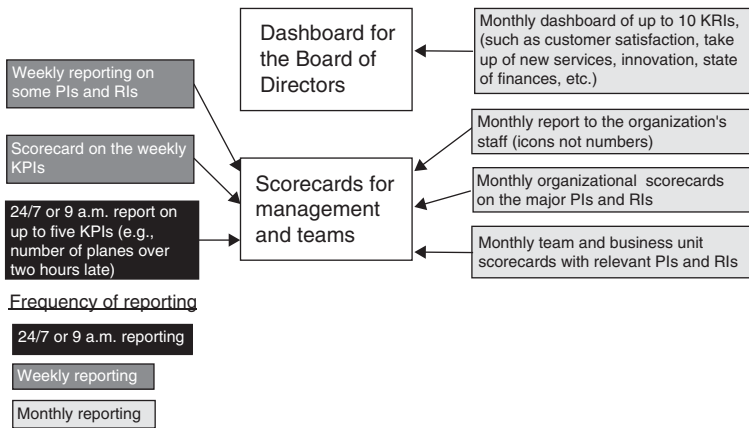 Dashboard for
the Board of
Directors
Monthly dashboard of up to 10 KRIs,
(such as customer satisfaction, take
up of new services, innovation, state
of finances, etc.)
Weekly reporting on
some PIs and RIs
Scorecard on the weekly
KPIs
24/7 or 9 a.m. report on
up to five KPIs (e.g.,
number of planes over
two hours late)
Scorecards for
management
and teams
Monthly report to the organization's
staff (icons not numbers)
Monthly organizational scorecards
on the major PIs and RIs
Monthly team and business unit
scorecards with relevant PIs and RIs
Frequency of reporting
24/7 or 9 a.m. reporting
Weekly reporting
Monthly reporting